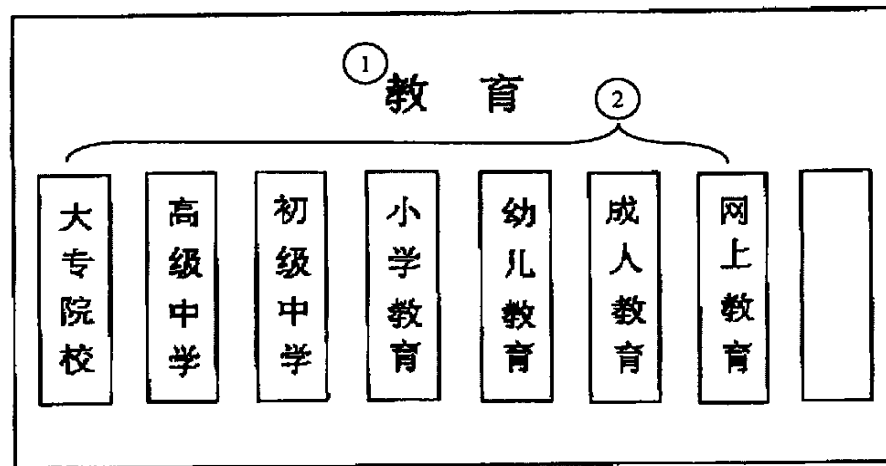 ①
教 育
②
大专院校
高级中学
初级中学
小学教育
幼儿教育
成人教育
网上教育